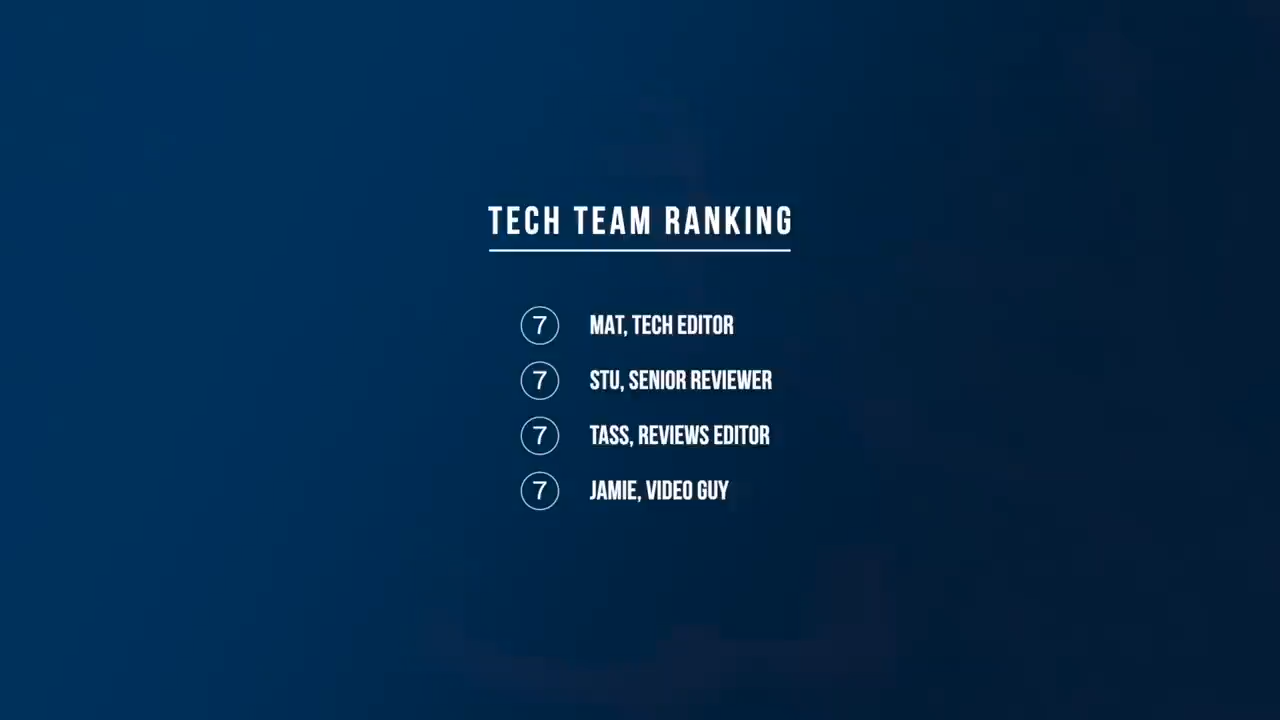 TECH TEAM RANKING
7 MAT, TECH EDITOR
7 STU, SENIOR REVIEWER
7 TASS, REVIEWS EDITOR
7 JAMIE, VIDEO GUY